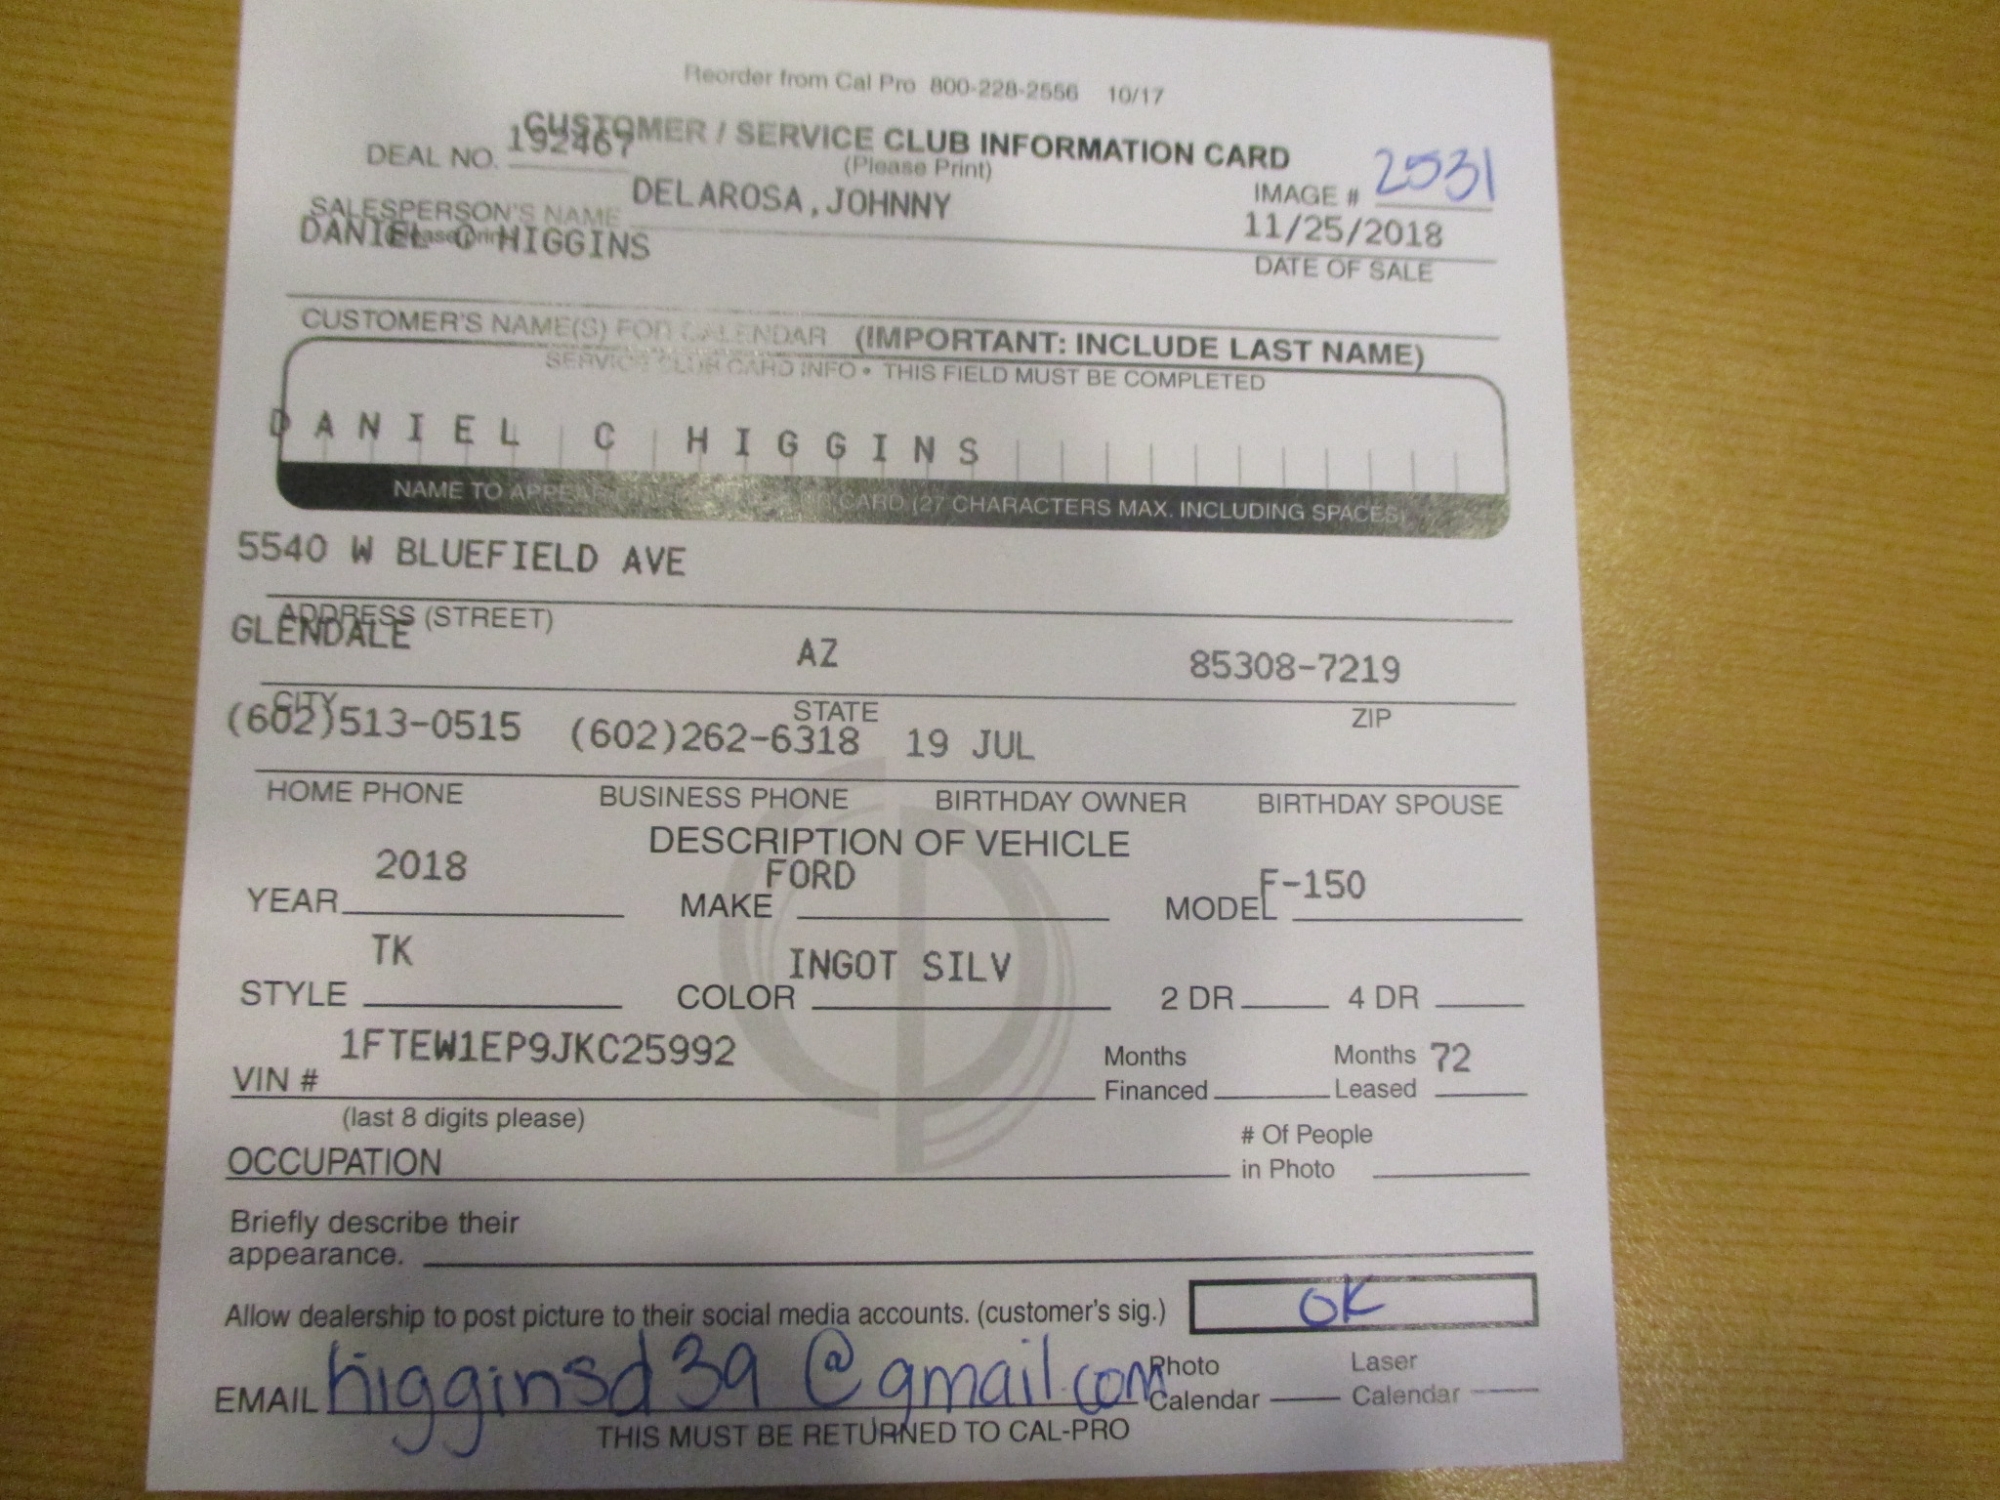 Reorder from Cal Pro 800-228-2556 10/17
CUSTOMER / SERVICE CLUB INFORMATION CARD
(Please Print)
DEAL NO. 192467
IMAGE # 2531
SALESPERSON'S NAME DELAROSA,JOHNNY 11/25/2018
(Please print) DATE OF SALE
DANIEL C HIGGINS
CUSTOMER'S NAME(S) FOR CALENDAR (IMPORTANT: INCLUDE LAST NAME)
SERVICE CLUB CARD INFO • THIS FIELD MUST BE COMPLETED
DANIEL C HIGGINS
NAME TO APPEAR CARD (27 CHARACTERS MAX. INCLUDING SPACES)
5540 W BLUEFIELD AVE
ADDRESS (STREET)
GLENDALE AZ 85308-7219
CITY STATE ZIP
(602)513-0515 (602)262-6318 19 JUL
HOME PHONE BUSINESS PHONE BIRTHDAY OWNER BIRTHDAY SPOUSE
DESCRIPTION OF VEHICLE
YEAR 2018 MAKE FORD MODEL F-150
STYLE TK COLOR INGOT SILV 2 DR 4 DR
VIN # 1FTEW1EP9JKC25992 Months Financed Months Leased 72
(last 8 digits please)
OCCUPATION # Of People in Photo
Briefly describe their
appearance.
Allow dealership to post picture to their social media accounts. (customer's sig.) OK
EMAIL higginsd39@gmail.com Photo Calendar Laser Calendar
THIS MUST BE RETURNED TO CAL-PRO